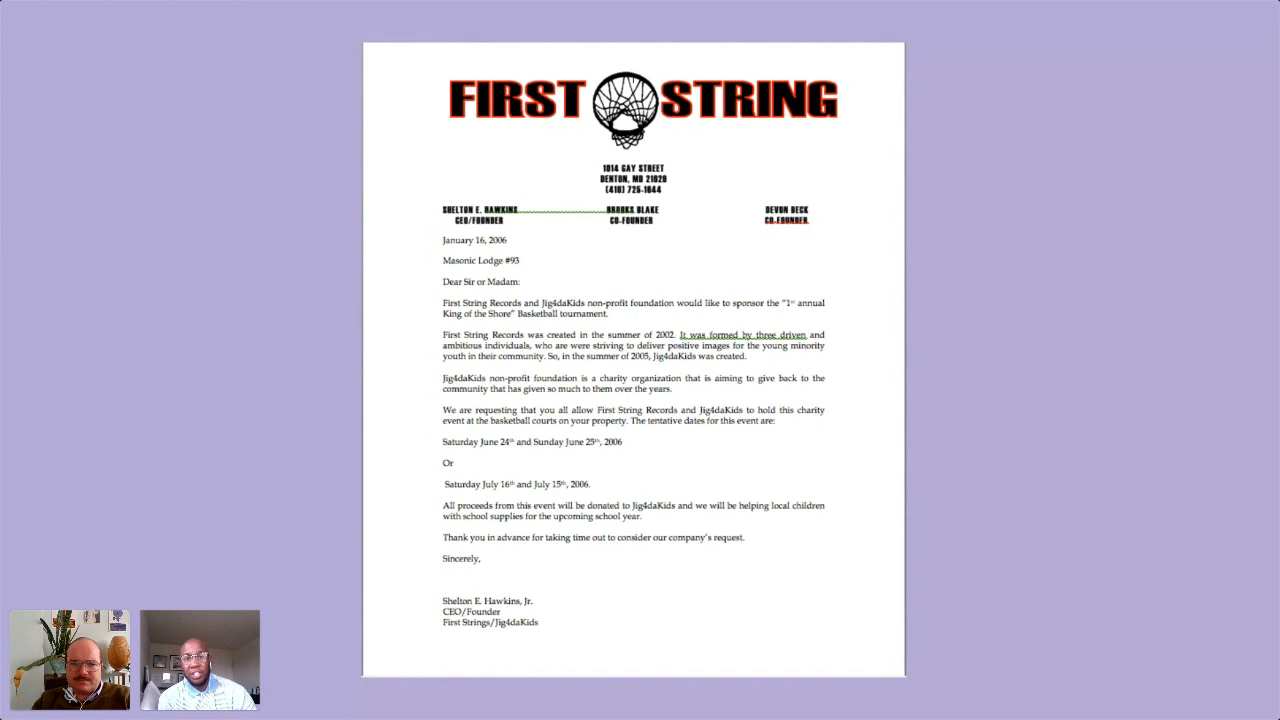 FIRST STRING
1014 GAY STREET
DENTON, MD 21629
(410) 725-1644
SHELTON E. HAWKINS BROOKS BLAKE DEVON BECK
CEO/FOUNDER CO-FOUNDER CO-FOUNDER
January 16, 2006
Masonic Lodge #93
Dear Sir or Madam:
First String Records and Jig4daKids non-profit foundation would like to sponsor the “1st annual
King of the Shore” Basketball tournament.
First String Records was created in the summer of 2002. It was formed by three driven and
ambitious individuals, who are were striving to deliver positive images for the young minority
youth in their community. So, in the summer of 2005, Jig4daKids was created.
Jig4daKids non-profit foundation is a charity organization that is aiming to give back to the
community that has given so much to them over the years.
We are requesting that you all allow First String Records and Jig4daKids to hold this charity
event at the basketball courts on your property. The tentative dates for this event are:
Saturday June 24th and Sunday June 25th, 2006
Or
Saturday July 16th and July 15th, 2006.
All proceeds from this event will be donated to Jig4daKids and we will be helping local children
with school supplies for the upcoming school year.
Thank you in advance for taking time out to consider our company’s request.
Sincerely,
Shelton E. Hawkins, Jr.
CEO/Founder
First Strings/Jig4daKids